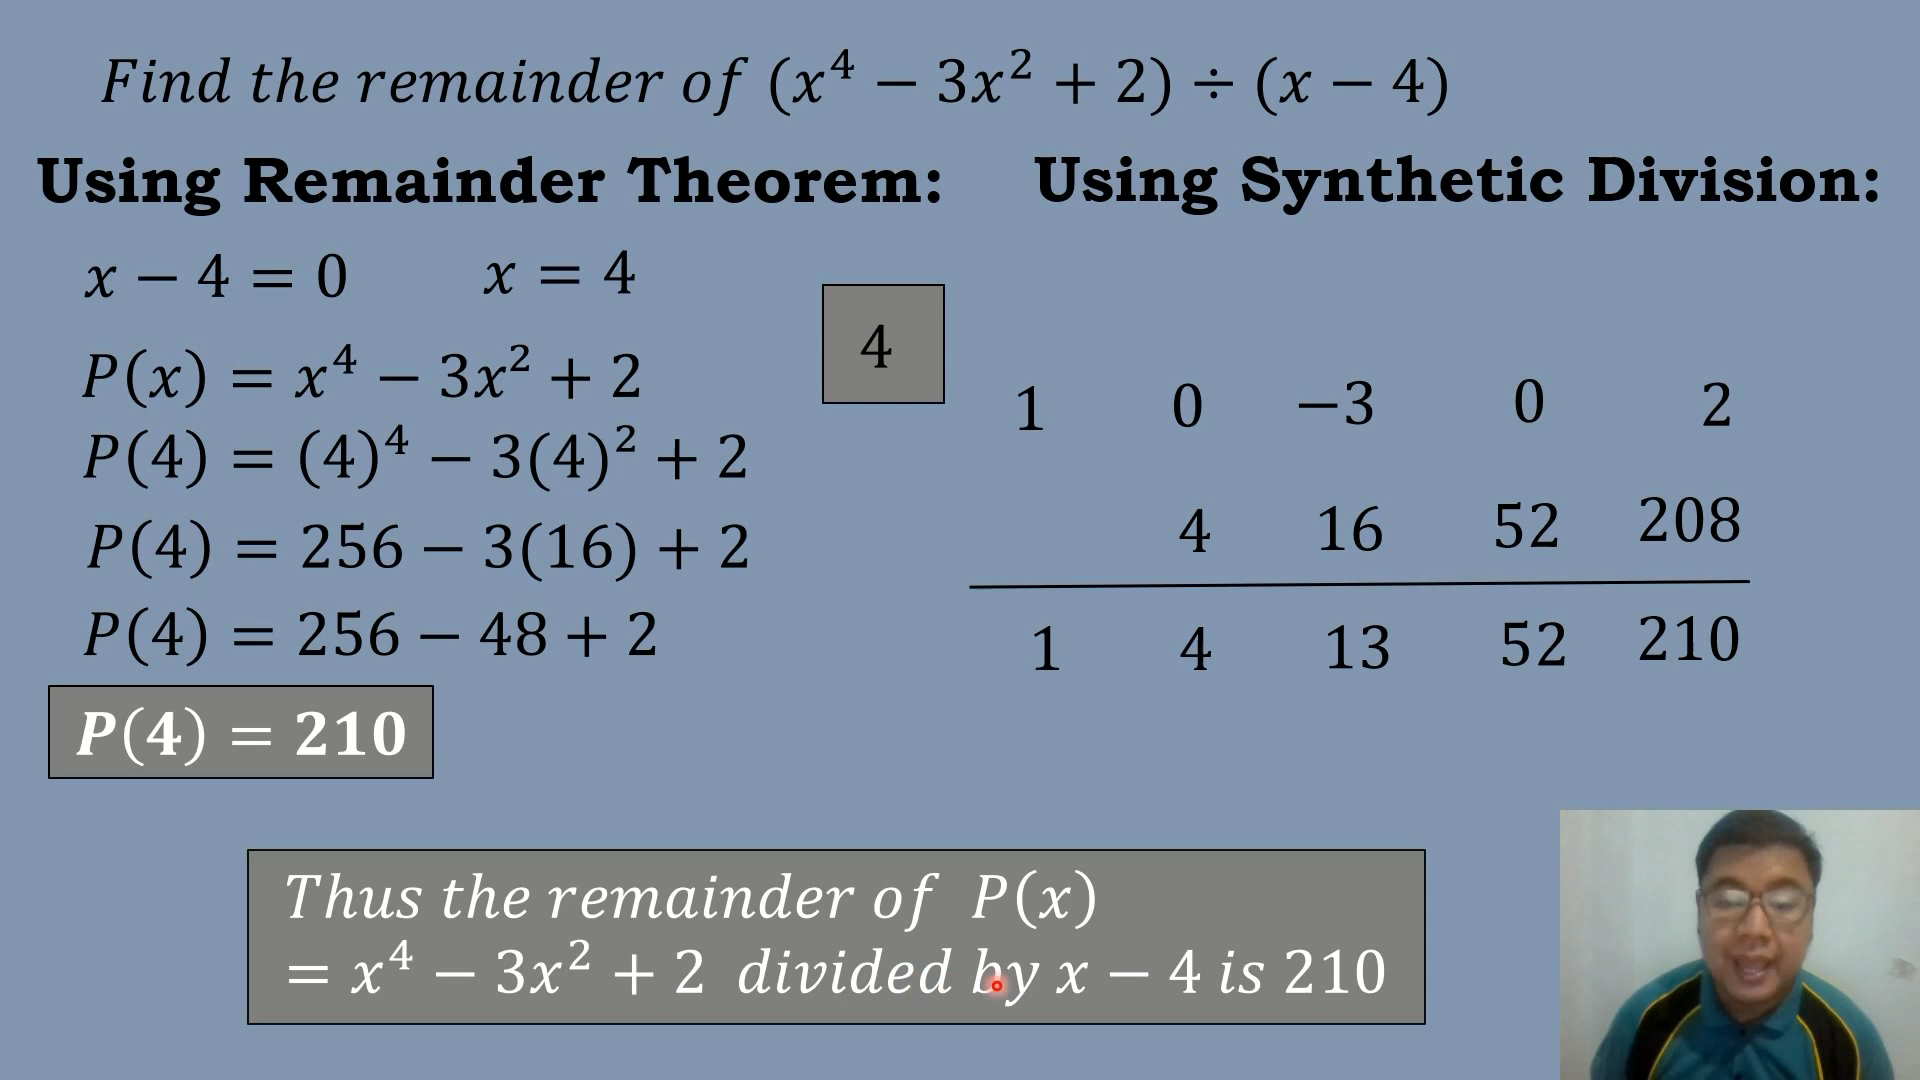 Find the remainder of (x⁴ − 3x² + 2) ÷ (x − 4)
Using Remainder Theorem:
x − 4 = 0 x = 4
P(x) = x⁴ − 3x² + 2
P(4) = (4)⁴ − 3(4)² + 2
P(4) = 256 − 3(16) + 2
P(4) = 256 − 48 + 2
P(4) = 210
Using Synthetic Division:
4
1 0 −3 0 2
4 16 52 208
1 4 13 52 210
Thus the remainder of P(x)
= x⁴ − 3x² + 2 divided by x − 4 is 210